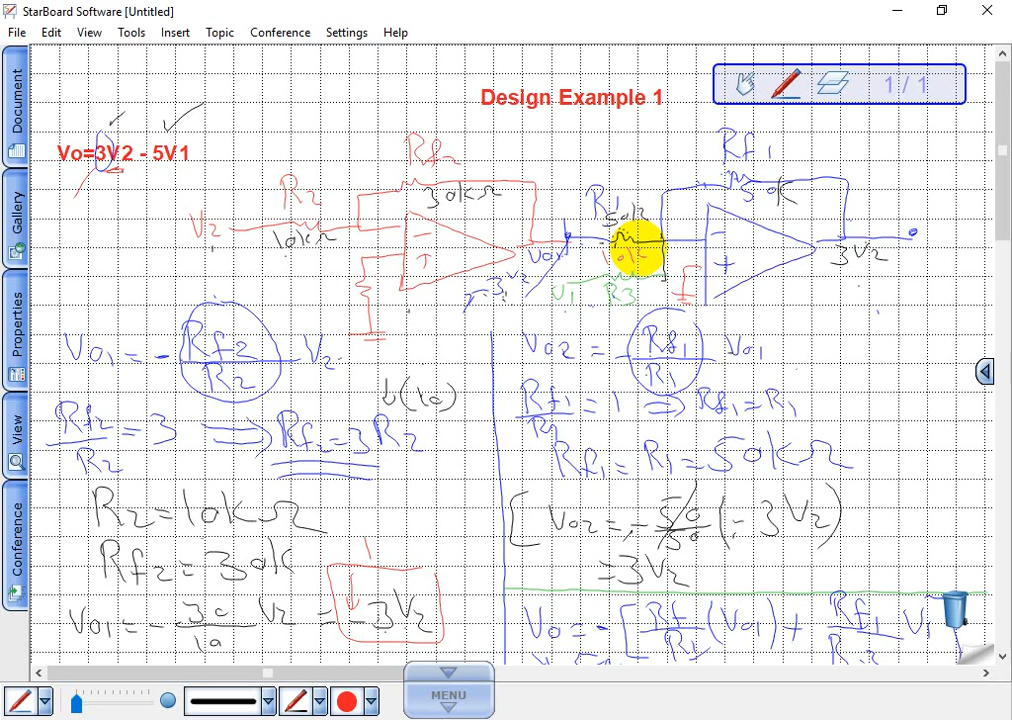 StarBoard Software [Untitled]
File Edit View Tools Insert Topic Conference Settings Help
Document
Gallery
Properties
View
Conference
Design Example 1
1 / 1
Vo=3V2 - 5V1
Rf2
30kΩ
R2
V2
10kΩ
Rf1
50k
R1
50k
Vo1
-3V2
V1 R3
3V2
Vo1 = - Rf2/R2 V2
Rf2/R2 = 3 ⟹ Rf2 = 3R2
R2 = 10kΩ
Rf2 = 30k
Vo1 = - 30/10 V2 = -3V2
Vo2 = - Rf1/R1 Vo1
Rf1/R1 = 1 ⟹ Rf1 = R1
Rf1 = R1 = 50kΩ
[Vo2 = - 50/50 (-3V2)
= 3V2
Vo = - [Rf1/R1 (Vo1) + Rf1 V1
MENU